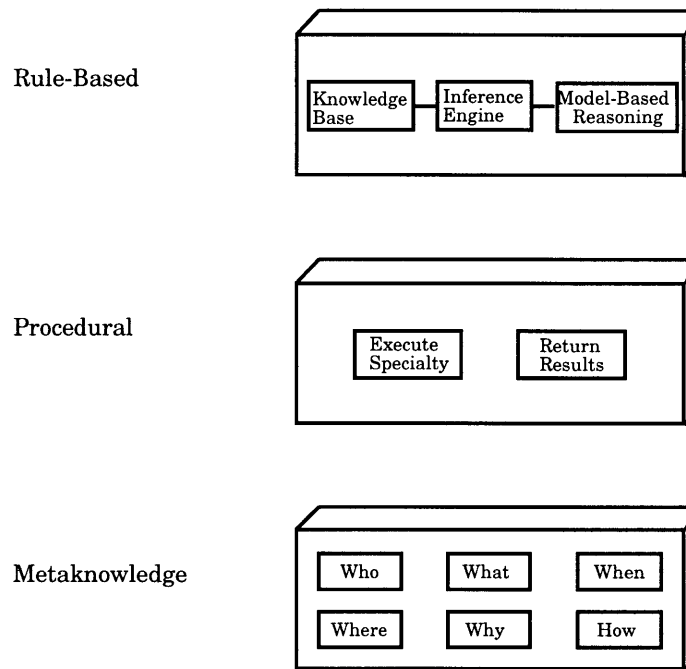 Rule-Based
Knowledge
Base
Inference
Engine
Model-Based
Reasoning
Procedural
Execute
Specialty
Return
Results
Metaknowledge
Who
What
When
Where
Why
How